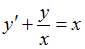 y' + y/x = x